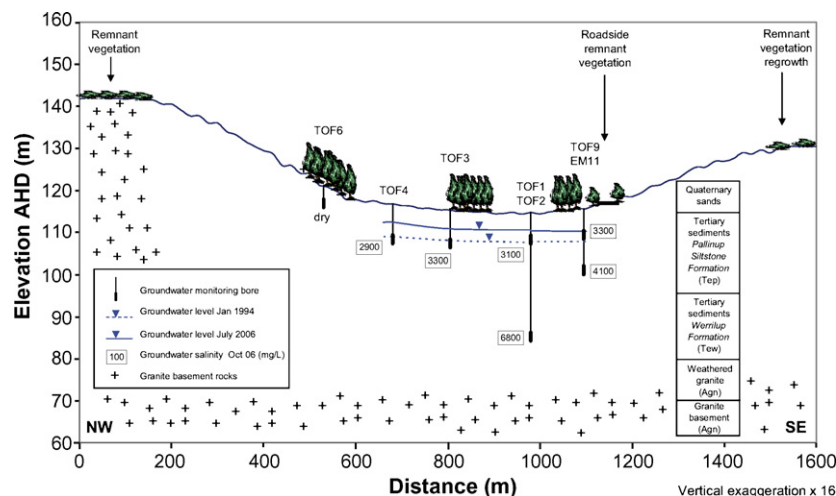 160
150
140
130
120
110
100
90
80
70
60
Elevation AHD (m)
Remnant
vegetation
Roadside
remnant
vegetation
Remnant
vegetation
regrowth
TOF6
dry
TOF4
TOF3
TOF1
TOF2
TOF9
EM11
2900
3300
3100
3300
4100
6800
Quaternary
sands
Tertiary
sediments
Pallinup
Siltstone
Formation
(Tep)
Tertiary
sediments
Werrilup
Formation
(Tew)
Weathered
granite
(Agn)
Granite
basement
(Agn)
Groundwater monitoring bore
Groundwater level Jan 1994
Groundwater level July 2006
100 Groundwater salinity Oct 06 (mg/L)
Granite basement rocks
NW
SE
0 200 400 600 800 1000 1200 1400 1600
Distance (m)
Vertical exaggeration x 16